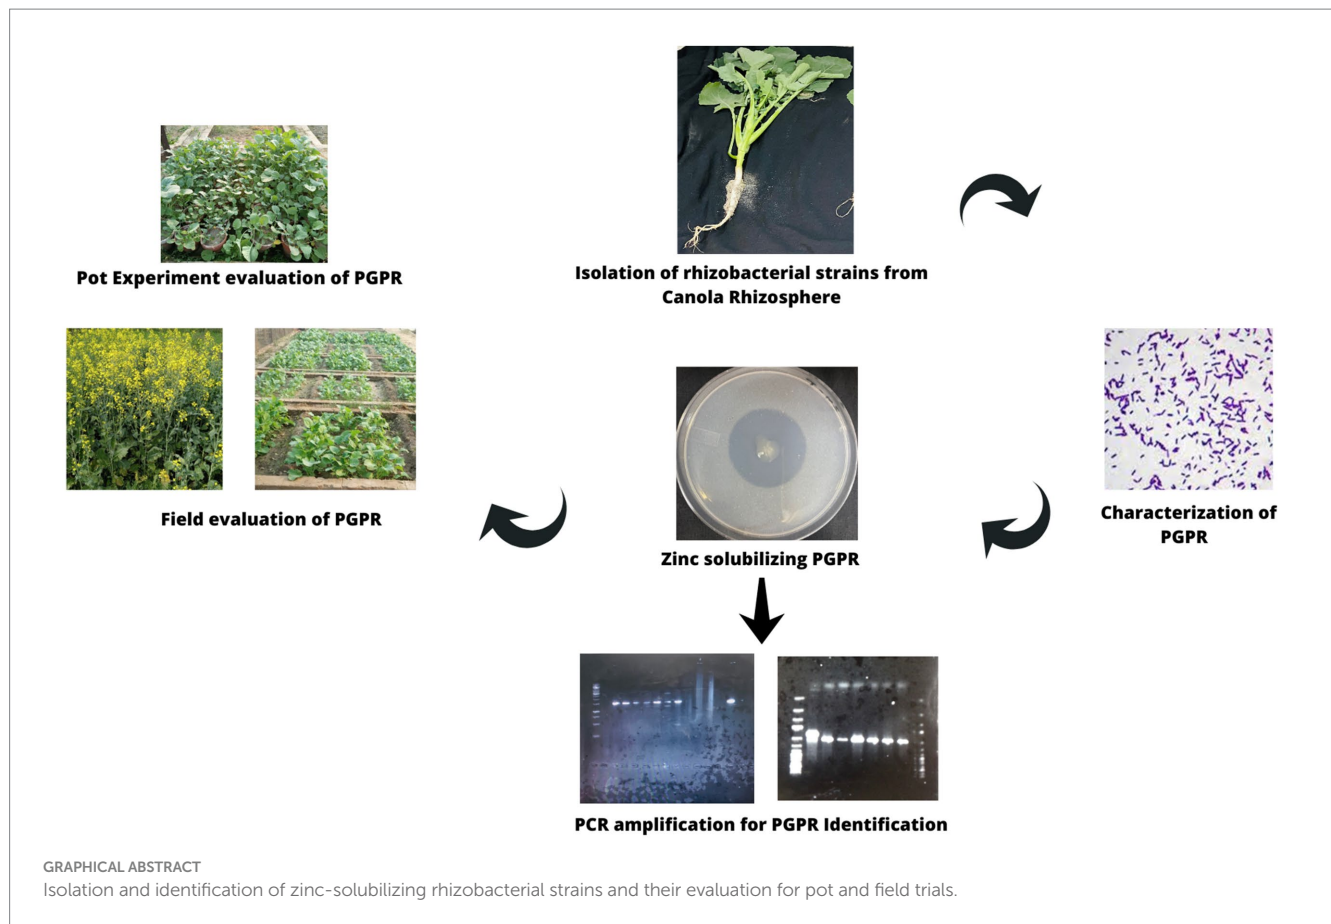 Pot Experiment evaluation of PGPR
Isolation of rhizobacterial strains from
Canola Rhizosphere
Field evaluation of PGPR
Zinc solubilizing PGPR
Characterization of
PGPR
PCR amplification for PGPR Identification
GRAPHICAL ABSTRACT
Isolation and identification of zinc-solubilizing rhizobacterial strains and their evaluation for pot and field trials.